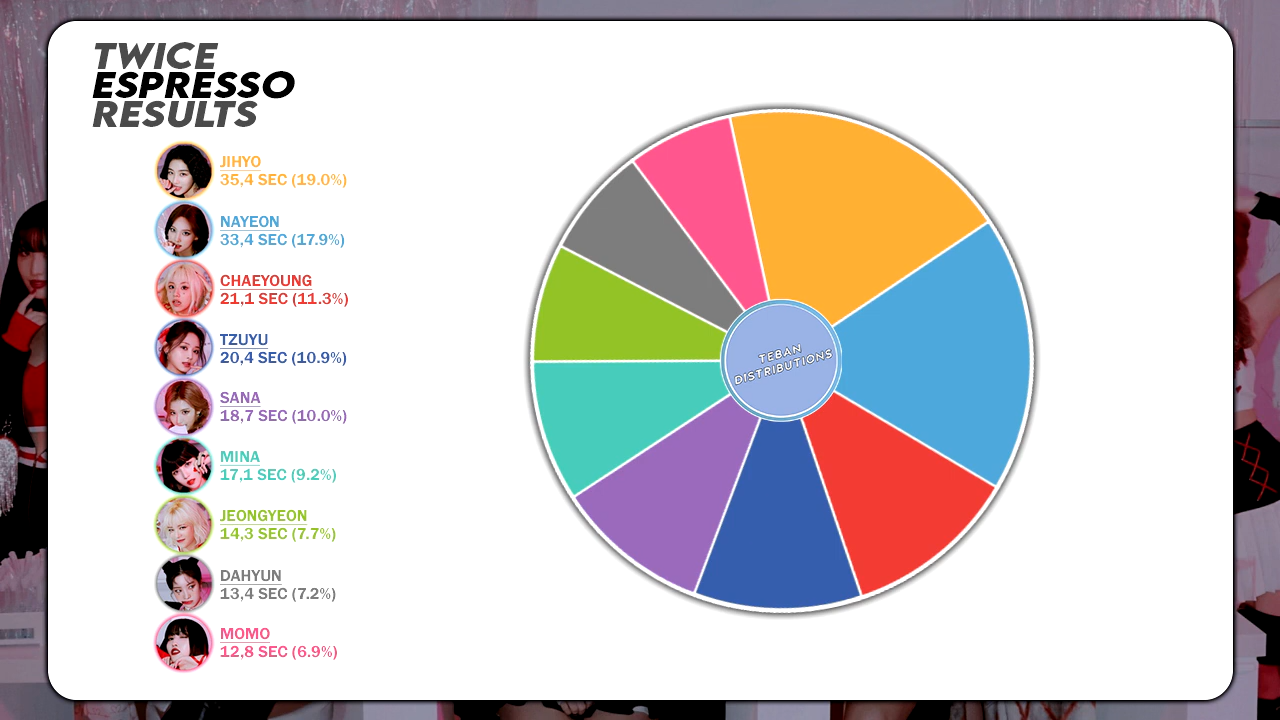 TWICE
ESPRESSO
RESULTS
JIHYO
35,4 SEC (19.0%)
NAYEON
33,4 SEC (17.9%)
CHAEYOUNG
21,1 SEC (11.3%)
TZUYU
20,4 SEC (10.9%)
SANA
18,7 SEC (10.0%)
MINA
17,1 SEC (9.2%)
JEONGYEON
14,3 SEC (7.7%)
DAHYUN
13,4 SEC (7.2%)
MOMO
12,8 SEC (6.9%)
TEBAN
DISTRIBUTIONS